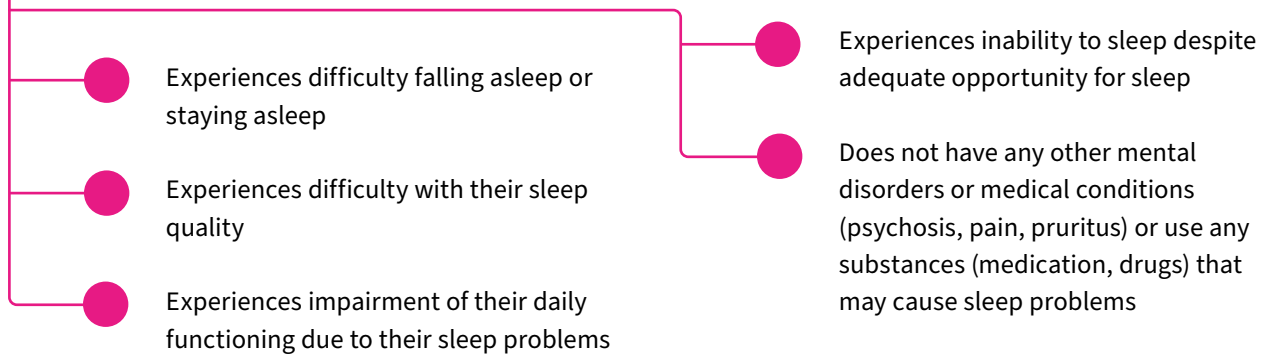 Experiences difficulty falling asleep or
staying asleep
Experiences difficulty with their sleep
quality
Experiences impairment of their daily
functioning due to their sleep problems
Experiences inability to sleep despite
adequate opportunity for sleep
Does not have any other mental
disorders or medical conditions
(psychosis, pain, pruritus) or use any
substances (medication, drugs) that
may cause sleep problems